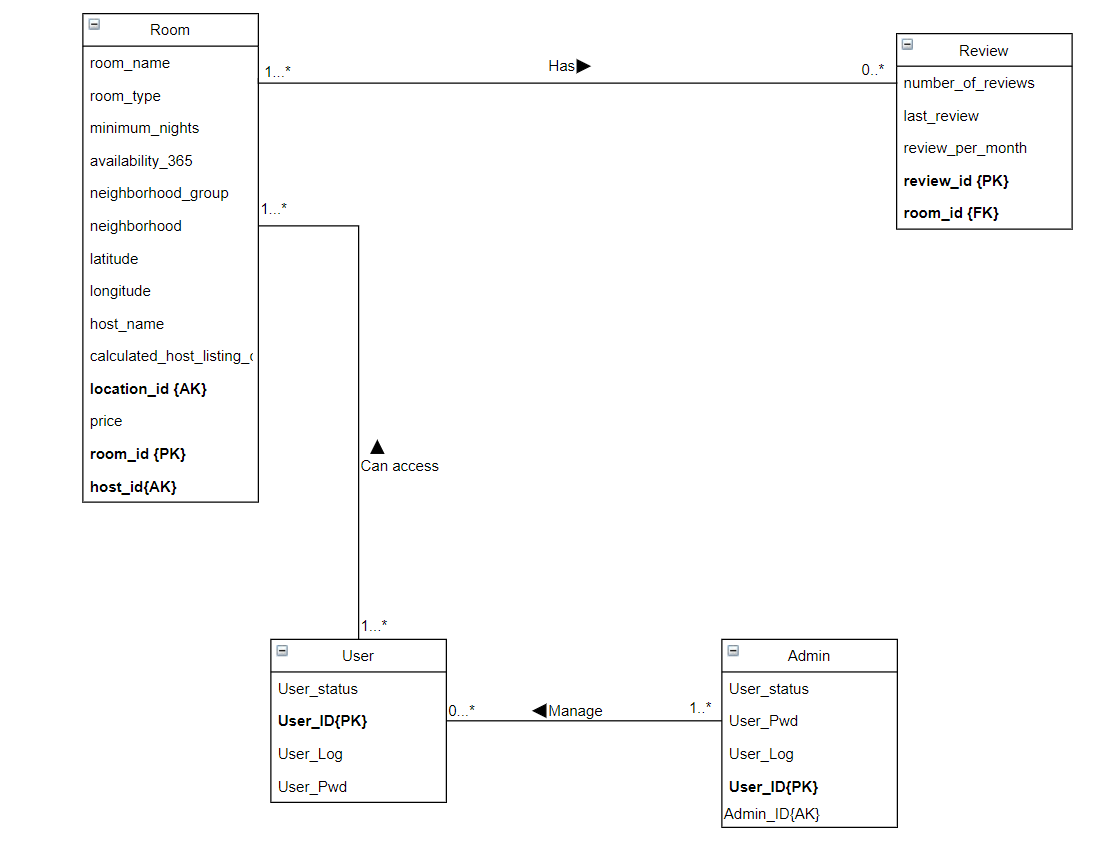 Room
room_name
room_type
minimum_nights
availability_365
neighborhood_group
neighborhood
latitude
longitude
host_name
calculated_host_listing_c
location_id {AK}
price
room_id {PK}
host_id{AK}
1...*
Has
0..*
Review
number_of_reviews
last_review
review_per_month
review_id {PK}
room_id {FK}
1...*
Can access
1...*
User
User_status
User_ID{PK}
User_Log
User_Pwd
0...*
Manage
1..*
Admin
User_status
User_Pwd
User_Log
User_ID{PK}
Admin_ID{AK}